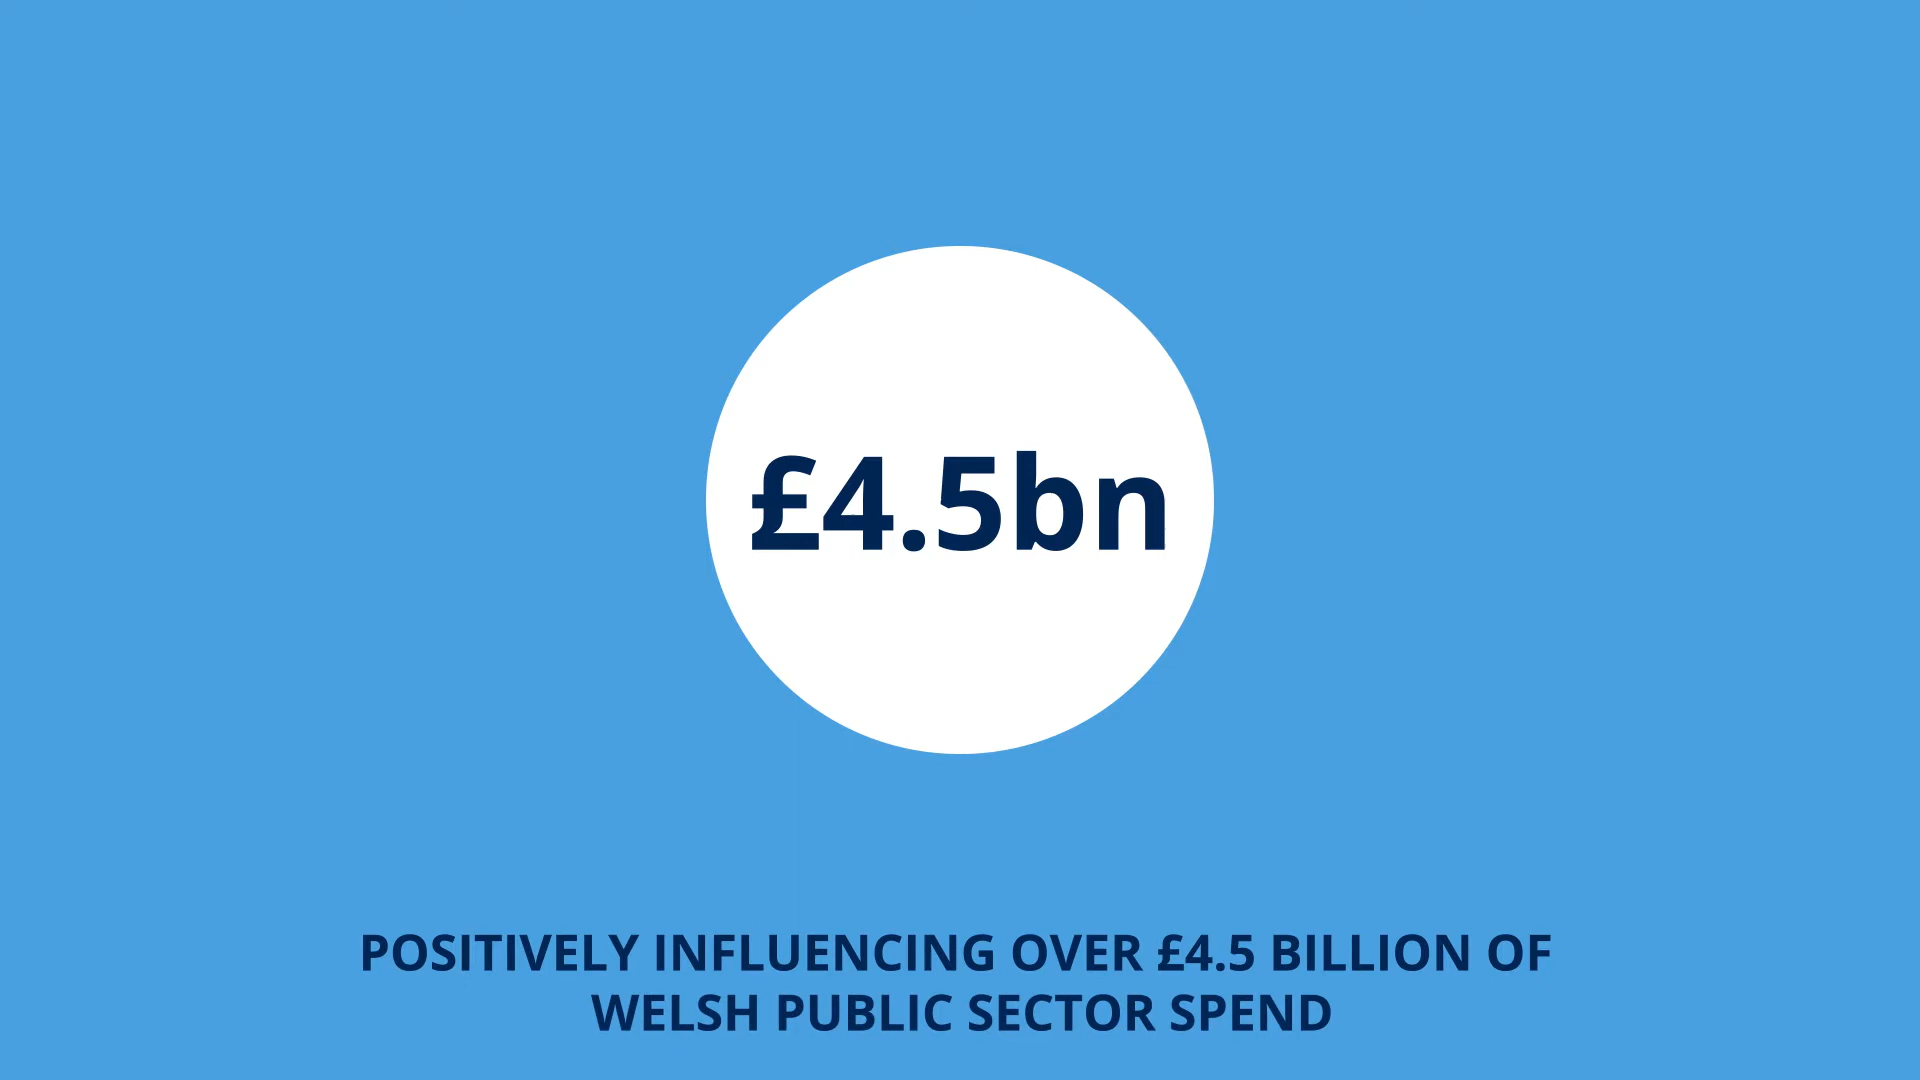 £4.5bn
POSITIVELY INFLUENCING OVER £4.5 BILLION OF
WELSH PUBLIC SECTOR SPEND